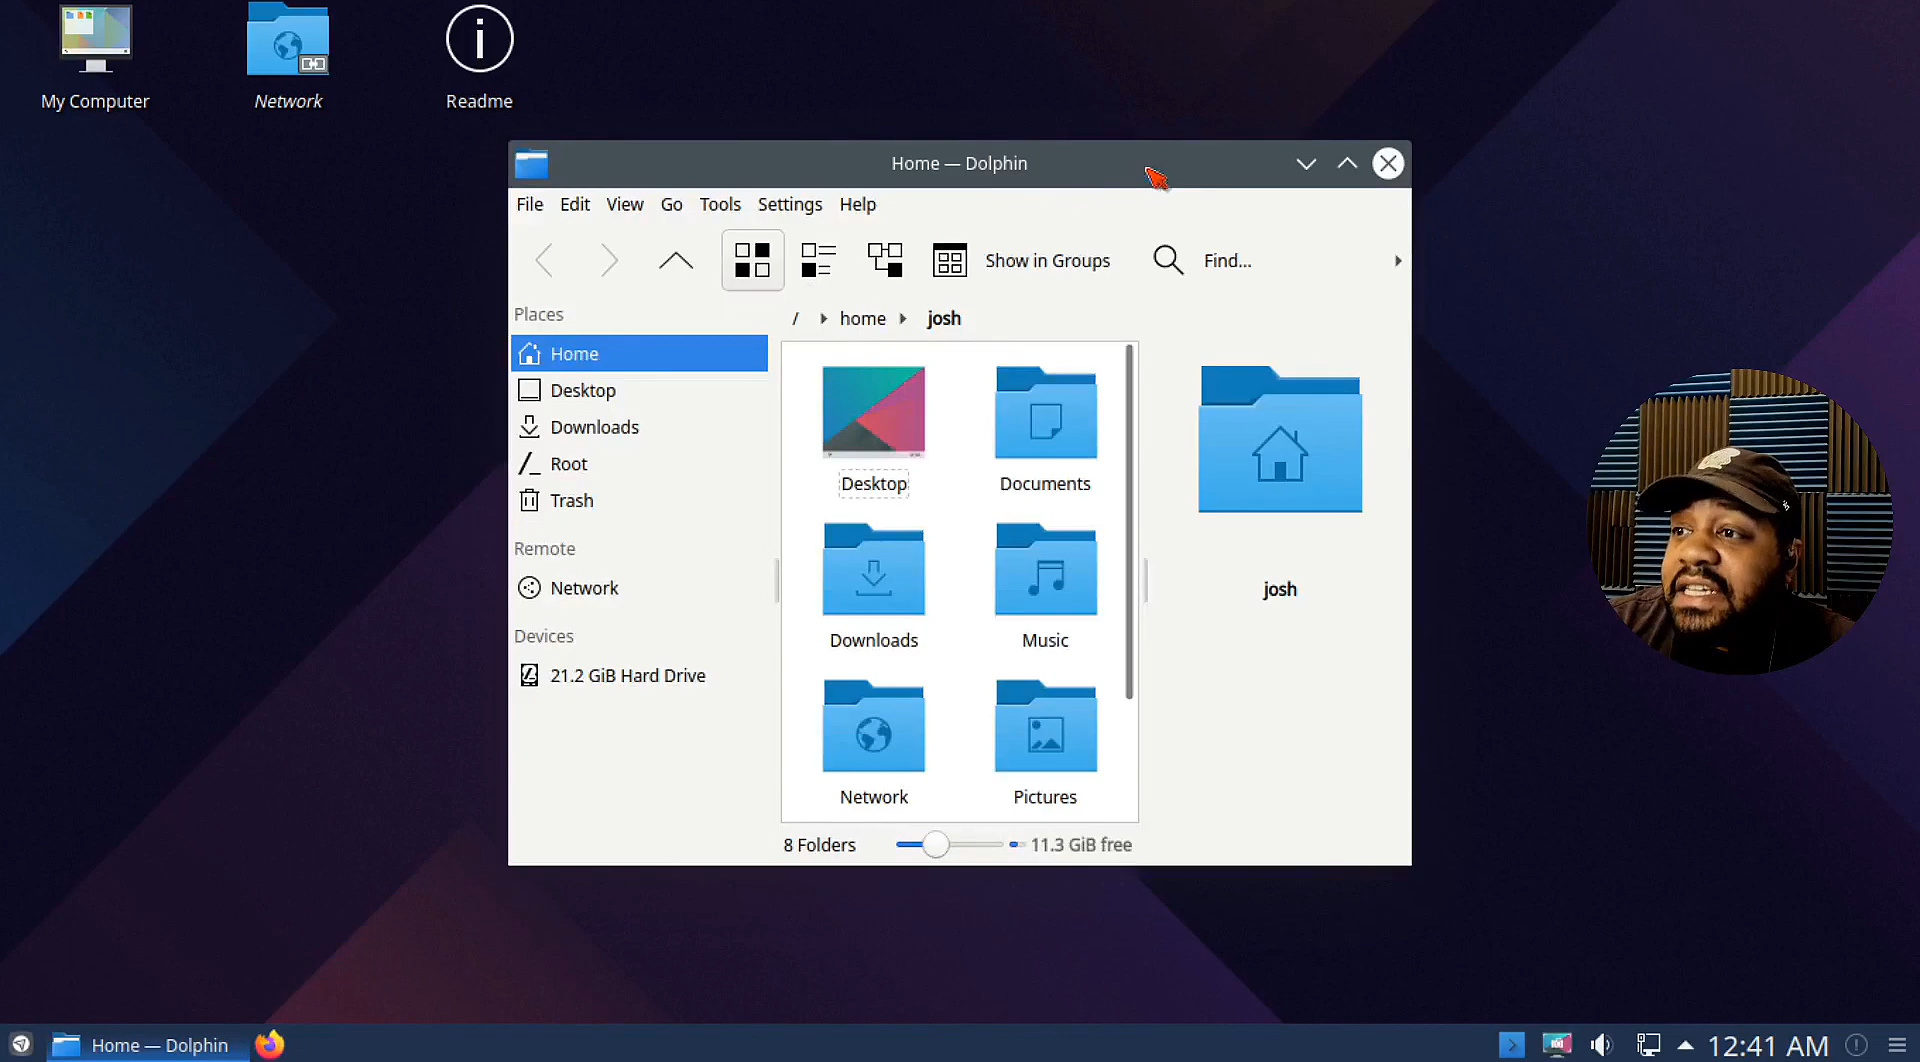 My Computer
Network
Readme
Home — Dolphin
File Edit View Go Tools Settings Help
Show in Groups
Find...
Places
/ home josh
Home
Desktop
Downloads
Root
Trash
Remote
Network
Devices
21.2 GiB Hard Drive
Desktop
Documents
Downloads
Music
Network
Pictures
josh
8 Folders
11.3 GiB free
Home — Dolphin
12:41 AM